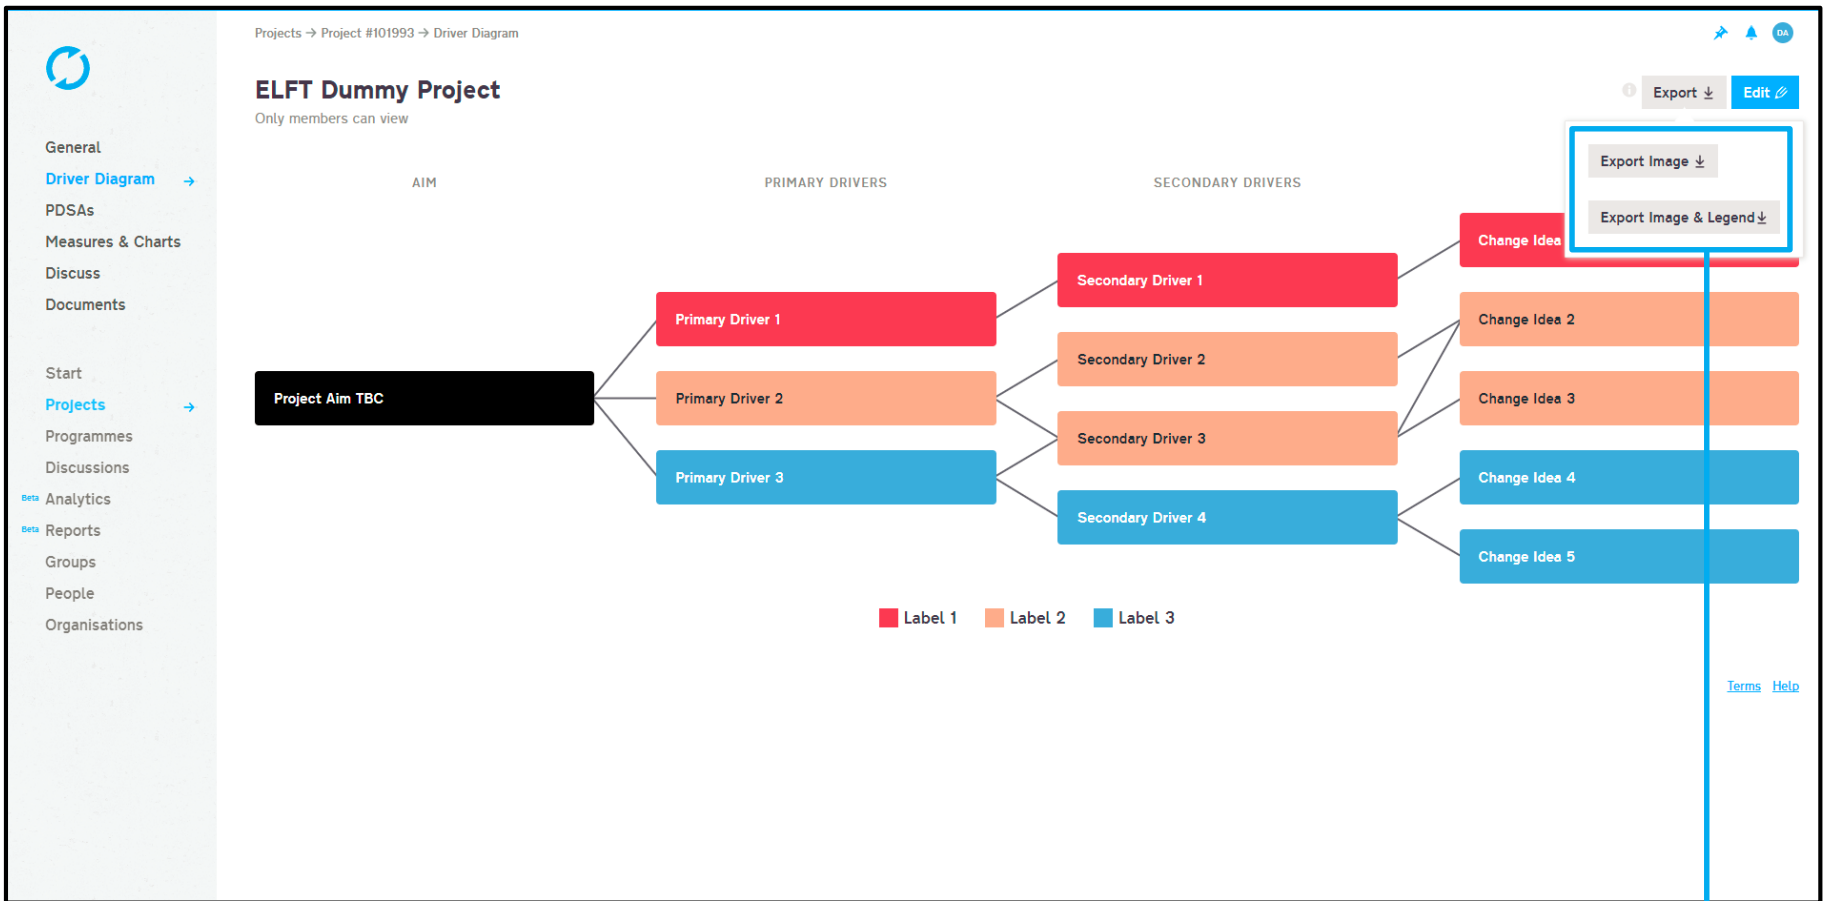 Projects → Project #101993 → Driver Diagram
DA
ELFT Dummy Project
Only members can view
Export
Edit
Export Image
Export Image & Legend
General
Driver Diagram →
PDSAs
Measures & Charts
Discuss
Documents
Start
Projects →
Programmes
Discussions
Beta Analytics
Beta Reports
Groups
People
Organisations
AIM
PRIMARY DRIVERS
SECONDARY DRIVERS
Project Aim TBC
Primary Driver 1
Primary Driver 2
Primary Driver 3
Secondary Driver 1
Secondary Driver 2
Secondary Driver 3
Secondary Driver 4
Change Idea
Change Idea 2
Change Idea 3
Change Idea 4
Change Idea 5
Label 1
Label 2
Label 3
Terms Help